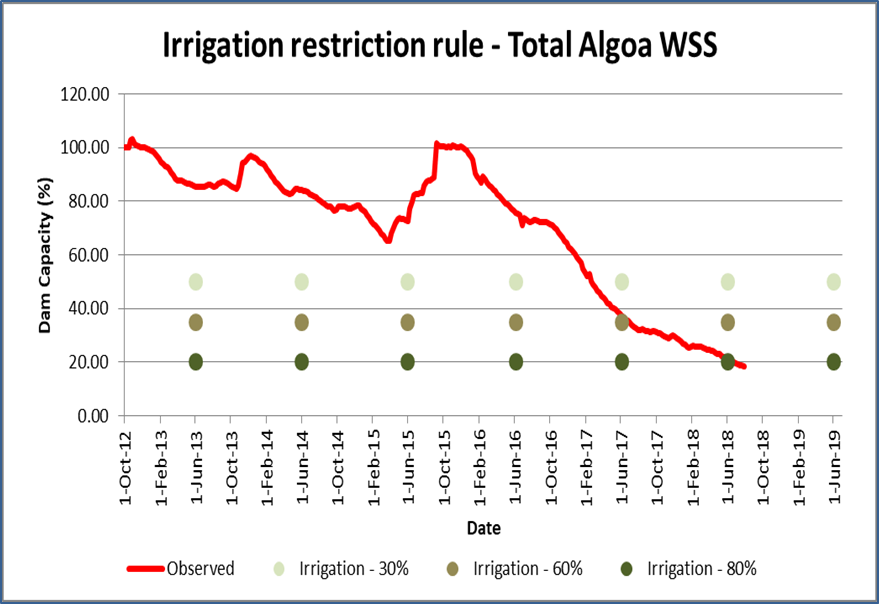 Irrigation restriction rule - Total Algoa WSS
Dam Capacity (%)
120.00
100.00
80.00
60.00
40.00
20.00
0.00
1-Oct-12
1-Feb-13
1-Jun-13
1-Oct-13
1-Feb-14
1-Jun-14
1-Oct-14
1-Feb-15
1-Jun-15
1-Oct-15
1-Feb-16
1-Jun-16
1-Oct-16
1-Feb-17
1-Jun-17
1-Oct-17
1-Feb-18
1-Jun-18
1-Oct-18
1-Feb-19
1-Jun-19
Date
Observed
Irrigation - 30%
Irrigation - 60%
Irrigation - 80%